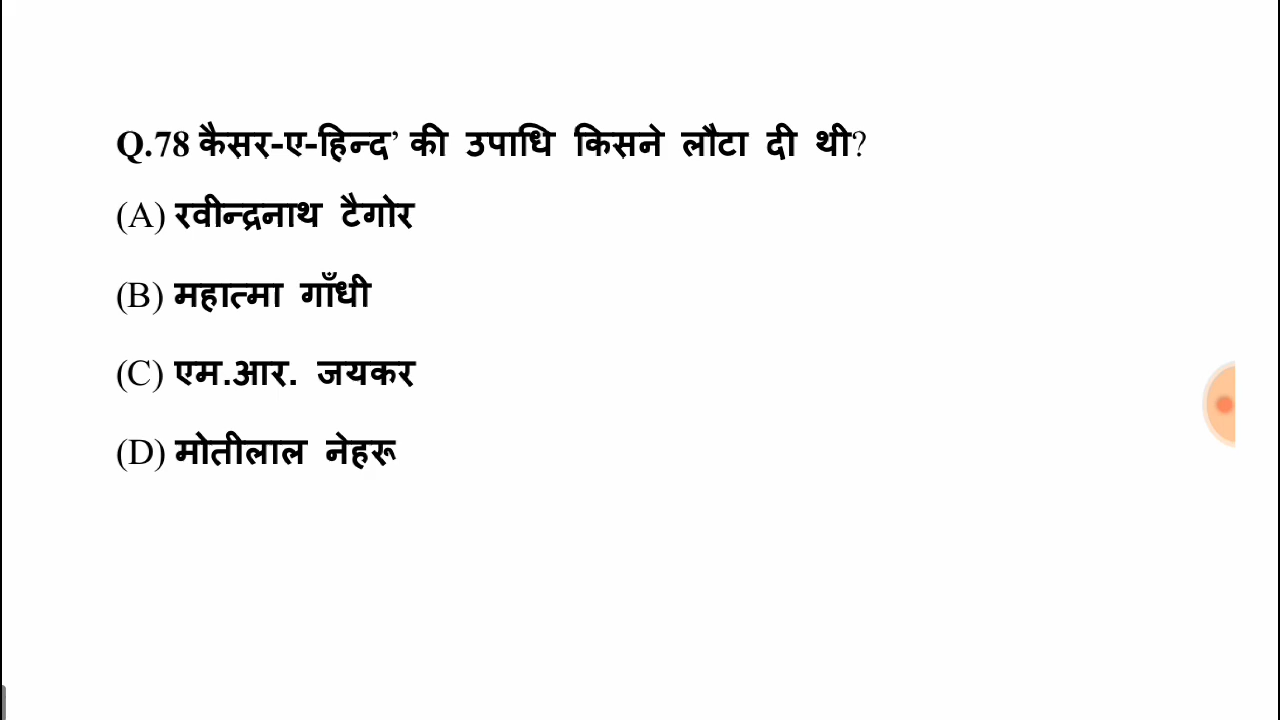 Q.78 कैसर-ए-हिन्द’ की उपाधि किसने लौटा दी थी?
(A) रवीन्द्रनाथ टैगोर
(B) महात्मा गाँधी
(C) एम.आर. जयकर
(D) मोतीलाल नेहरू